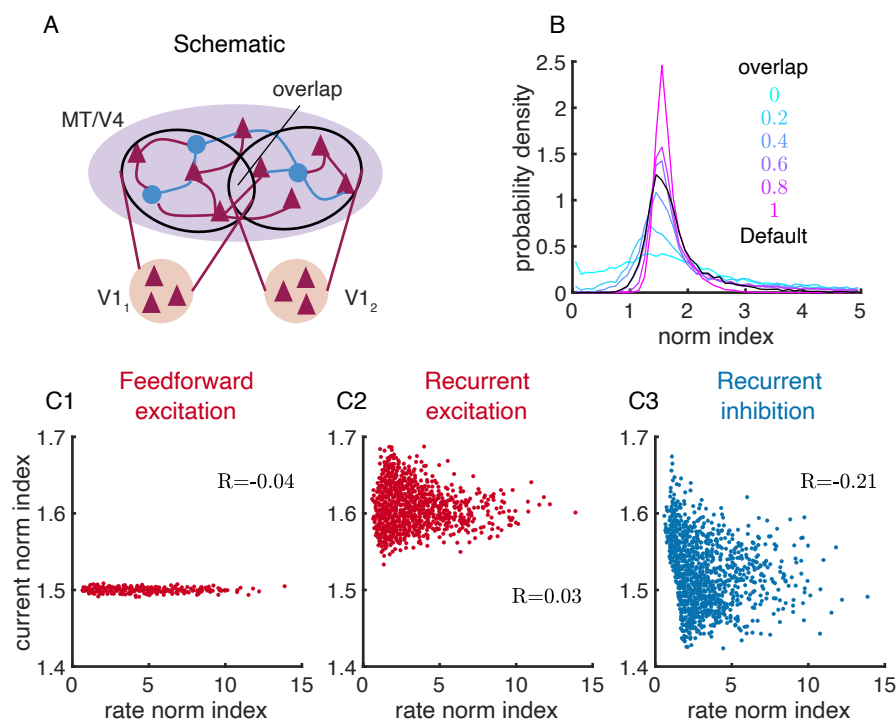 A
Schematic
overlap
MT/V4
V1₁
V1₂
B
probability density
2.5
2
1.5
1
0.5
0
0
1
2
3
4
5
norm index
overlap
0
0.2
0.4
0.6
0.8
1
Default
C1
Feedforward
excitation
current norm index
1.7
1.6
1.5
1.4
R=-0.04
0
5
10
15
rate norm index
C2
Recurrent
excitation
1.7
1.6
1.5
1.4
R=0.03
0
5
10
15
rate norm index
C3
Recurrent
inhibition
1.7
1.6
1.5
1.4
R=-0.21
0
5
10
15
rate norm index